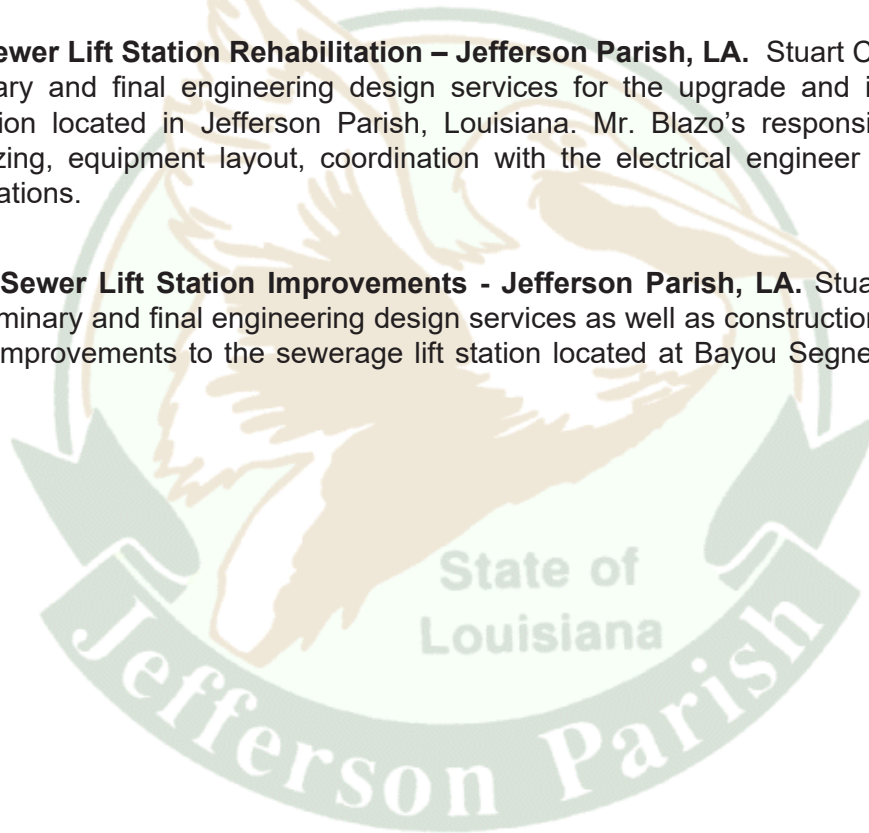 ewer Lift Station Rehabilitation – Jefferson Parish, LA. Stuart C
ary and final engineering design services for the upgrade and i
ion located in Jefferson Parish, Louisiana. Mr. Blazo’s responsi
zing, equipment layout, coordination with the electrical engineer
ations.
Sewer Lift Station Improvements - Jefferson Parish, LA. Stua
minary and final engineering design services as well as construction
improvements to the sewerage lift station located at Bayou Segne
State of
Louisiana
Jefferson Parish